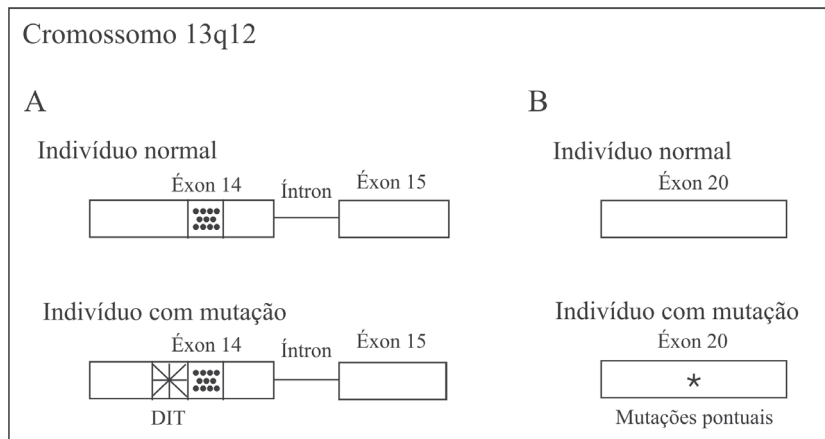 Cromossomo 13q12
A
Indivíduo normal
Éxon 14
Íntron
Éxon 15
Indivíduo com mutação
Éxon 14
Íntron
Éxon 15
DIT
B
Indivíduo normal
Éxon 20
Indivíduo com mutação
Éxon 20
*
Mutações pontuais